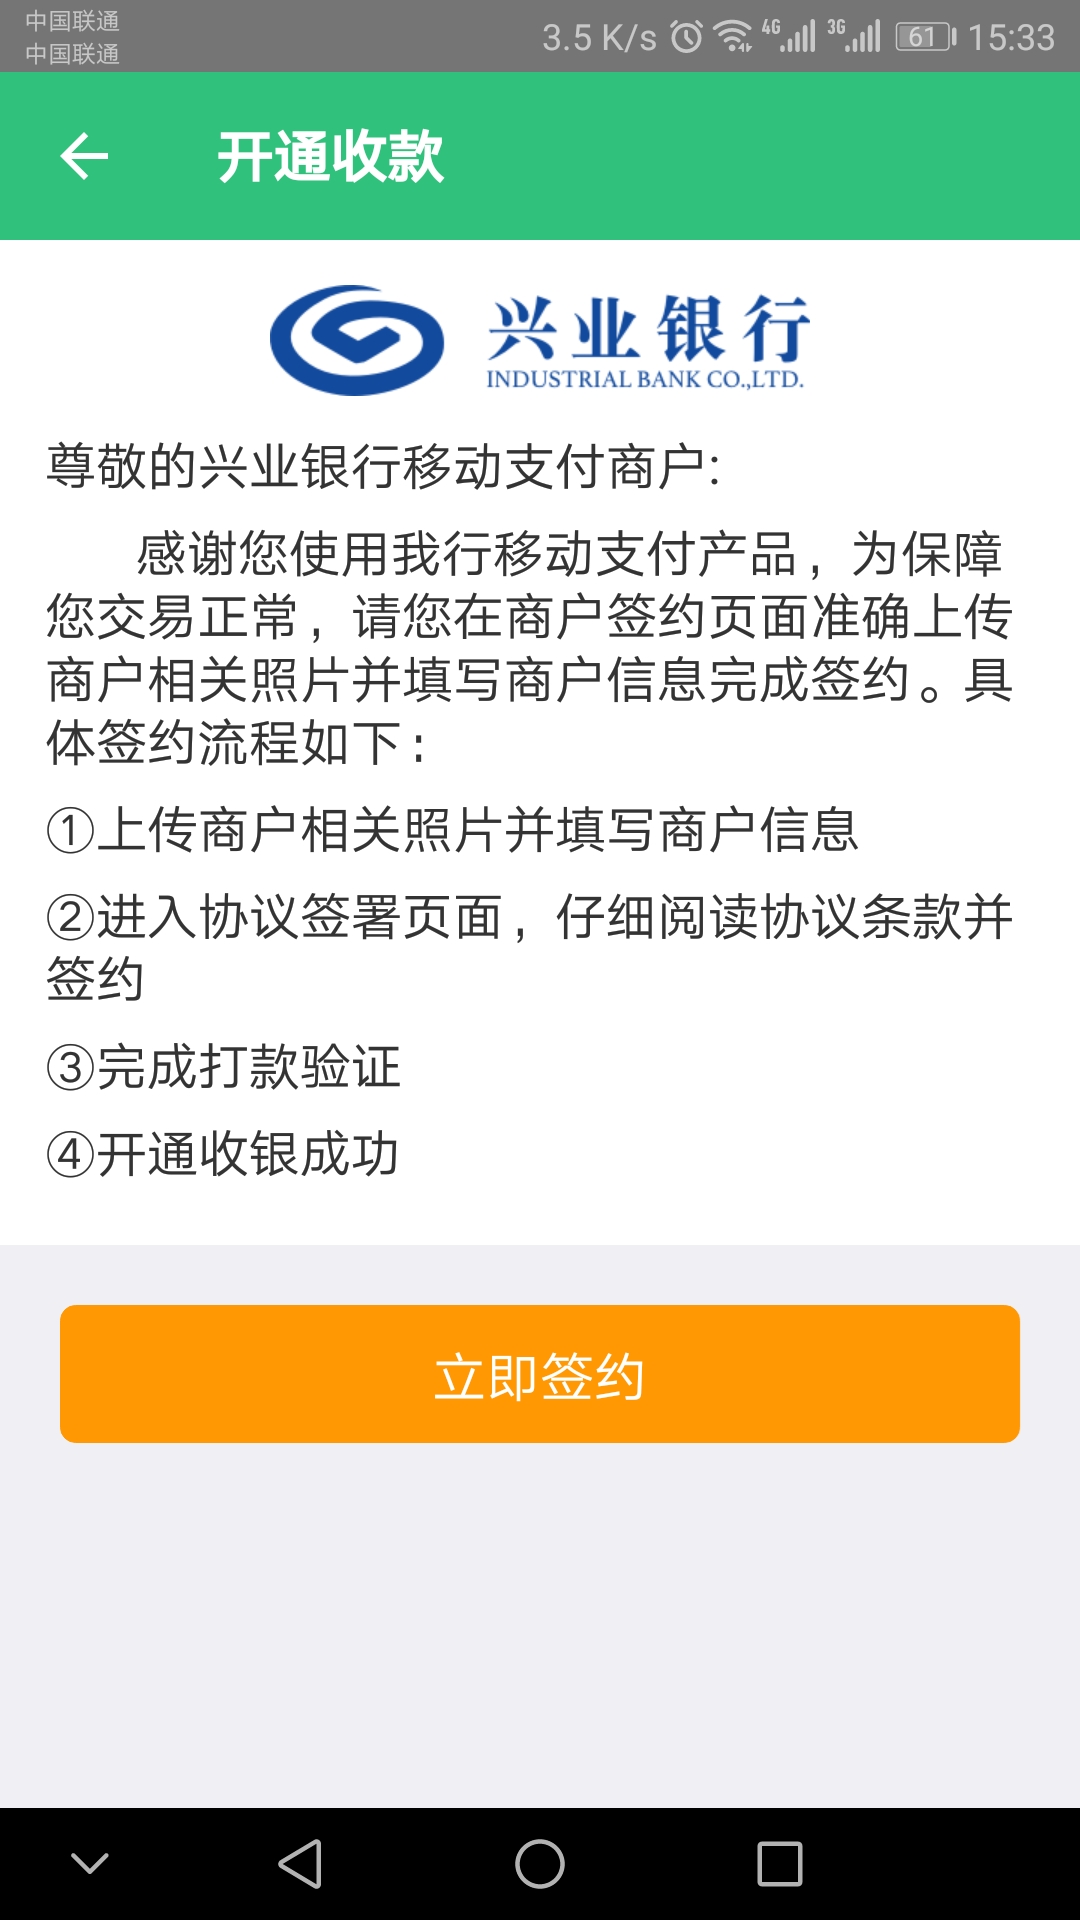 中国联通
中国联通
3.5 K/s 4G 3G 61 15:33
开通收款
兴业银行
INDUSTRIAL BANK CO.,LTD.
尊敬的兴业银行移动支付商户:
感谢您使用我行移动支付产品，为保障
您交易正常，请您在商户签约页面准确上传
商户相关照片并填写商户信息完成签约。具
体签约流程如下：
①上传商户相关照片并填写商户信息
②进入协议签署页面，仔细阅读协议条款并
签约
③完成打款验证
④开通收银成功
立即签约